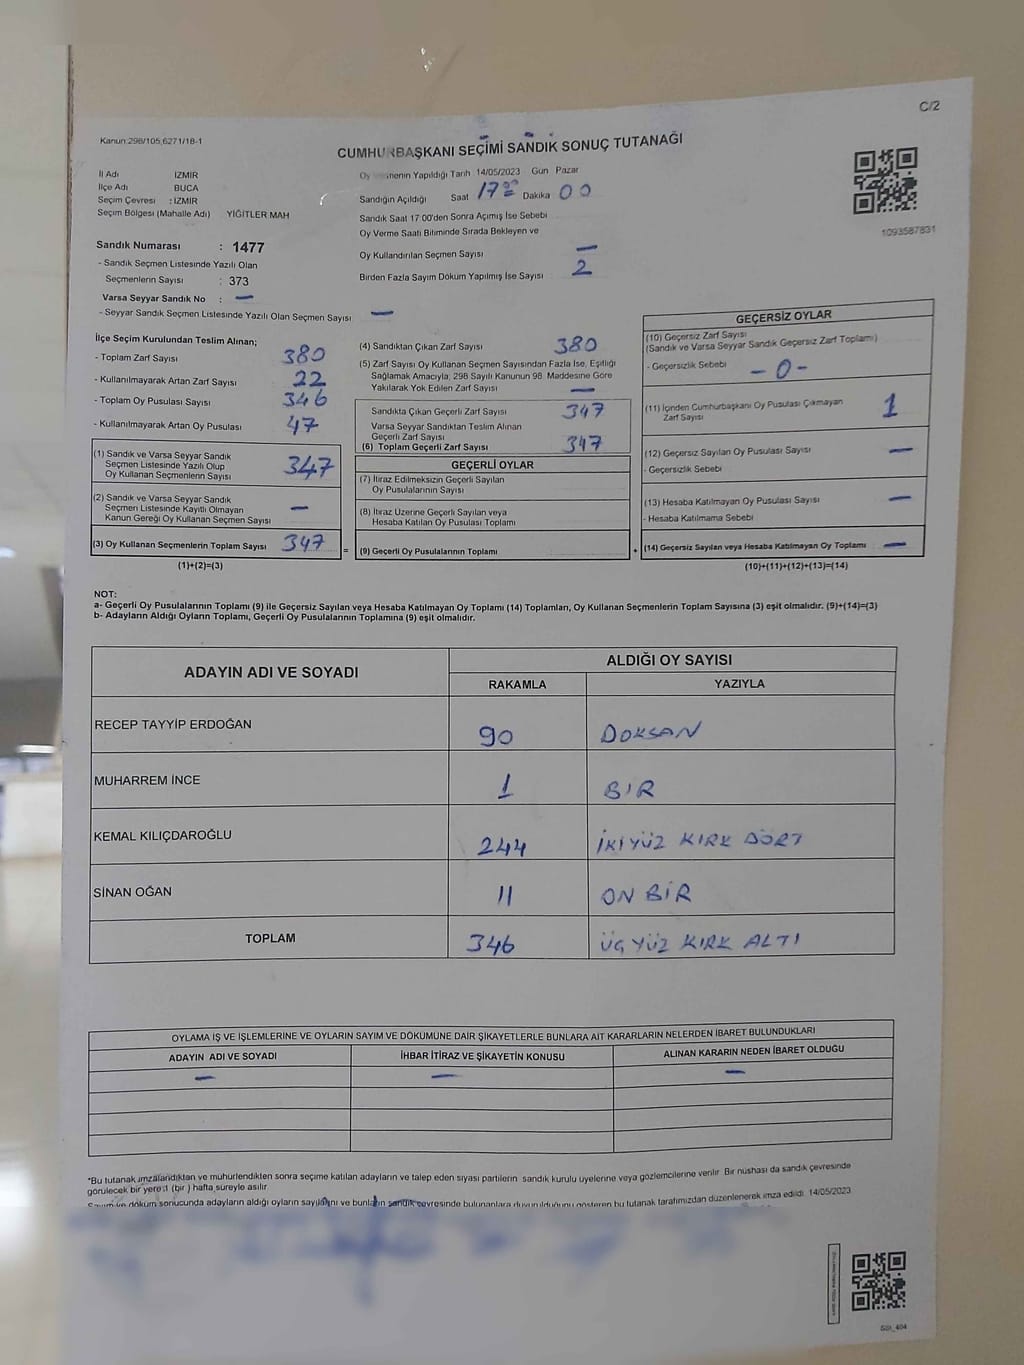 C/2
Kanun:298/105,6271/18-1
CUMHURBAŞKANI SEÇİMİ SANDIK SONUÇ TUTANAĞI
İl Adı İZMİR
İlçe Adı BUCA
Seçim Çevresi : İZMİR
Seçim Bölgesi (Mahalle Adı) YİĞİTLER MAH
Sandık Numarası : 1477
- Sandık Seçmen Listesinde Yazılı Olan
Seçmenlerin Sayısı : 373
Varsa Seyyar Sandık No : —
- Seyyar Sandık Seçmen Listesinde Yazılı Olan Seçmen Sayısı —
Oy Yapıldığı Tarih 14/05/2023 Gün Pazar
Sandığın Açıldığı Saat 17 Dakika 00
Sandık Saat 17:00'den Sonra Açımış İse Sebebi
Oy Verme Saati Bitiminde Sırada Bekleyen ve
Oy Kullandırılan Seçmen Sayısı —
Birden Fazla Sayım Döküm Yapılmış İse Sayısı 2
1093587831
İlçe Seçim Kurulundan Teslim Alınan;
- Toplam Zarf Sayısı 380
- Kullanılmayarak Artan Zarf Sayısı 22
- Toplam Oy Pusulası Sayısı 346
- Kullanılmayarak Artan Oy Pusulası 47
(1) Sandık ve Varsa Seyyar Sandık
Seçmen Listesinde Yazılı Olup
Oy Kullanan Seçmenlerin Sayısı 347
(2) Sandık ve Varsa Seyyar Sandık
Seçmen Listesinde Kayıtlı Olmayan
Kanun Gereği Oy Kullanan Seçmen Sayısı —
(3) Oy Kullanan Seçmenlerin Toplam Sayısı 347
(1)+(2)=(3)
=
(4) Sandıktan Çıkan Zarf Sayısı 380
(5) Zarf Sayısı Oy Kullanan Seçmen Sayısından Fazla İse, Eşitliği
Sağlamak Amacıyla, 298 Sayılı Kanunun 98. Maddesine Göre
Yakılarak Yok Edilen Zarf Sayısı —
Sandıkta Çıkan Geçerli Zarf Sayısı 347
Varsa Seyyar Sandıktan Teslim Alınan
Geçerli Zarf Sayısı
(6) Toplam Geçerli Zarf Sayısı 347
GEÇERLİ OYLAR
(7) İtiraz Edilmeksizin Geçerli Sayılan
Oy Pusulalarının Sayısı
(8) İtiraz Üzerine Geçerli Sayılan veya
Hesaba Katılan Oy Pusulası Toplamı
(9) Geçerli Oy Pusulalarının Toplamı
+
GEÇERSİZ OYLAR
(10) Geçersiz Zarf Sayısı
(Sandık ve Varsa Seyyar Sandık Geçersiz Zarf Toplamı)
- Geçersizlik Sebebi - 0 -
(11) İçinden Cumhurbaşkanı Oy Pusulası Çıkmayan
Zarf Sayısı 1
(12) Geçersiz Sayılan Oy Pusulası Sayısı —
- Geçersizlik Sebebi
(13) Hesaba Katılmayan Oy Pusulası Sayısı —
- Hesaba Katılmama Sebebi
(14) Geçersiz Sayılan veya Hesaba Katılmayan Oy Toplamı —
(10)+(11)+(12)+(13)=(14)
NOT:
a- Geçerli Oy Pusulalarının Toplamı (9) ile Geçersiz Sayılan veya Hesaba Katılmayan Oy Toplamı (14) Toplamları, Oy Kullanan Seçmenlerin Toplam Sayısına (3) eşit olmalıdır. (9)+(14)=(3)
b- Adayların Aldığı Oyların Toplamı, Geçerli Oy Pusulalarının Toplamına (9) eşit olmalıdır.
ADAYIN ADI VE SOYADI
ALDIĞI OY SAYISI
RAKAMLA YAZIYLA
RECEP TAYYİP ERDOĞAN 90 DOKSAN
MUHARREM İNCE 1 BİR
KEMAL KILIÇDAROĞLU 244 İKİYÜZ KIRK DÖRT
SİNAN OĞAN 11 ON BİR
TOPLAM 346 ÜÇ YÜZ KIRK ALTI
OYLAMA İŞ VE İŞLEMLERİNE VE OYLARIN SAYIM VE DÖKÜMÜNE DAİR ŞİKAYETLERLE BUNLARA AİT KARARLARIN NELERDEN İBARET BULUNDUKLARI
ADAYIN ADI VE SOYADI İHBAR İTİRAZ VE ŞİKAYETİN KONUSU ALINAN KARARIN NEDEN İBARET OLDUĞU
— — —
*Bu tutanak imzalandıktan ve mühürlendikten sonra seçime katılan adayların ve talep eden siyasi partilerin sandık kurulu üyelerine veya gözlemcilerine verilir. Bir nüshası da sandık çevresinde
görülecek bir yere 1 (bir ) hafta süreyle asılır.
Sayım ve döküm sonucunda adayların aldığı oyların sayılarını ve bunların sandık çevresinde bulunanlara duyurulduğunu gösteren bu tutanak tarafımızdan düzenlenerek imza edildi. 14/05/2023